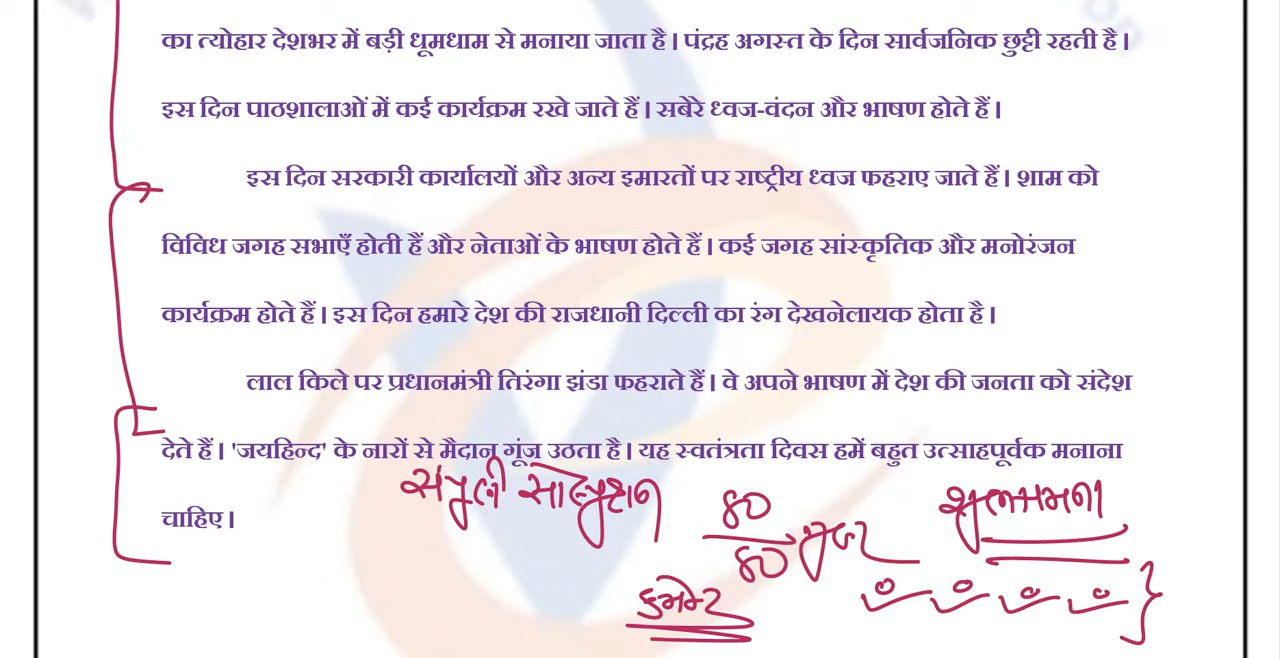 का त्योहार देशभर में बड़ी धूमधाम से मनाया जाता है। पंद्रह अगस्त के दिन सार्वजनिक छुट्टी रहती है।
इस दिन पाठशालाओं में कई कार्यक्रम रखे जाते हैं। सबेरे ध्वज-वंदन और भाषण होते हैं।
इस दिन सरकारी कार्यालयों और अन्य इमारतों पर राष्ट्रीय ध्वज फहराए जाते हैं। शाम को
विविध जगह सभाएँ होती हैं और नेताओं के भाषण होते हैं। कई जगह सांस्कृतिक और मनोरंजन
कार्यक्रम होते हैं। इस दिन हमारे देश की राजधानी दिल्ली का रंग देखनेलायक होता है।
लाल किले पर प्रधानमंत्री तिरंगा झंडा फहराते हैं। वे अपने भाषण में देश की जनता को संदेश
देते हैं। 'जयहिन्द' के नारों से मैदान गूंज उठता है। यह स्वतंत्रता दिवस हमें बहुत उत्साहपूर्वक मनाना
चाहिए।
૪૦
૪૦